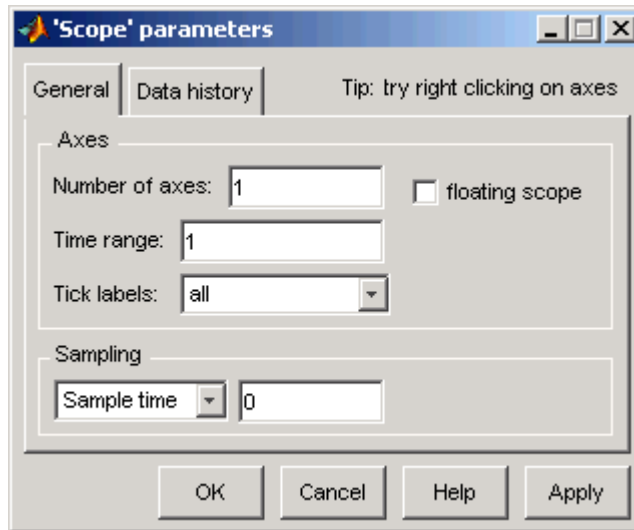 'Scope' parameters
General Data history Tip: try right clicking on axes
Axes
Number of axes: 1 floating scope
Time range: 1
Tick labels: all
Sampling
Sample time 0
OK Cancel Help Apply